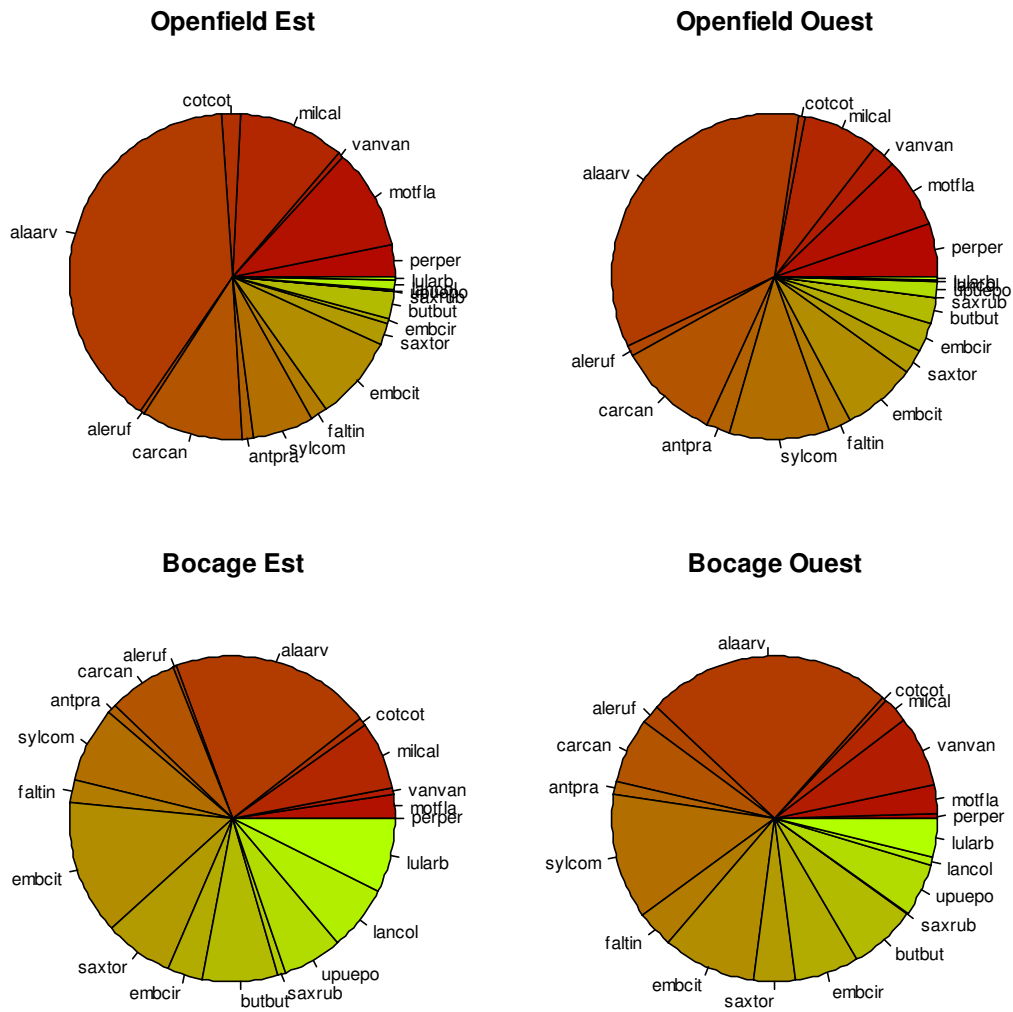 Openfield Est
cotcot
milcal
vanvan
motfla
alaarv
perper
lularb
upuepo
saxrub
butbut
embcir
saxtor
embcit
aleruf
faltin
carcan
sylcom
antpra
Openfield Ouest
cotcot
milcal
vanvan
alaarv
motfla
perper
lularb
lancol
upuepo
saxrub
butbut
embcir
aleruf
saxtor
carcan
embcit
antpra
faltin
sylcom
Bocage Est
aleruf
alaarv
carcan
antpra
cotcot
sylcom
milcal
faltin
vanvan
motfla
perper
lularb
embcit
lancol
saxtor
upuepo
embcir
saxrub
butbut
Bocage Ouest
alaarv
cotcot
milcal
aleruf
carcan
vanvan
antpra
motfla
perper
lularb
sylcom
lancol
upuepo
saxrub
faltin
butbut
embcit
embcir
saxtor